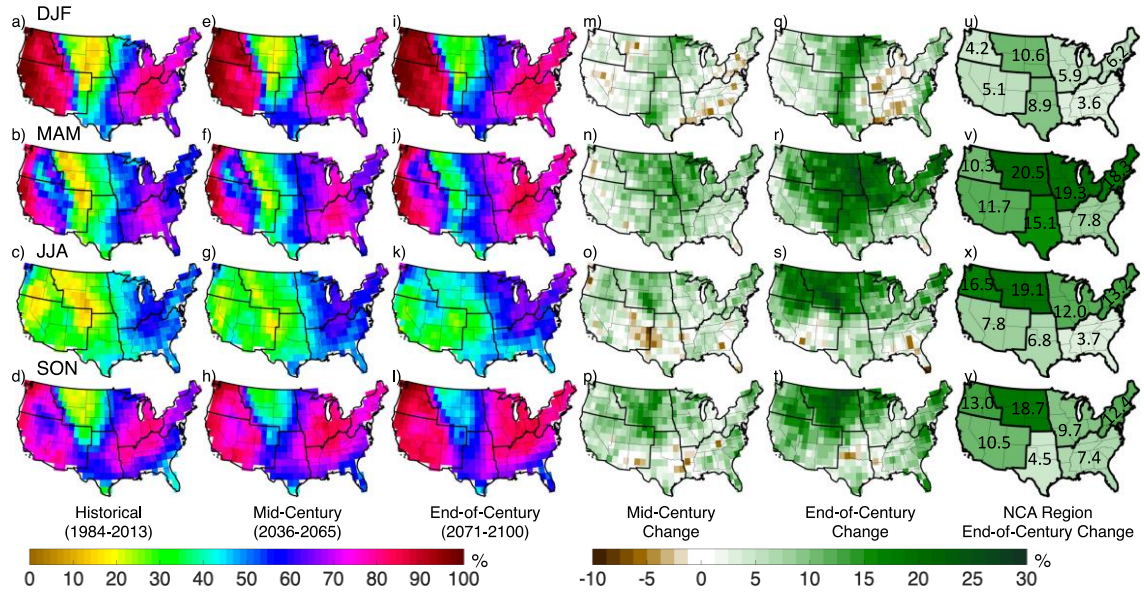 DJF
a) e) i) m) q) u)
4.2 10.6 5.9
5.1 8.9 3.6
MAM
b) f) j) n) r) v)
10.3 20.5 19.3
11.7 15.1 7.8
JJA
c) g) k) o) s) x)
16.5 19.1 12.0 13.2
7.8 6.8 3.7
SON
d) h) l) p) t)
13.0 18.7 9.7
10.5 4.5 7.4
Historical
(1984-2013)
Mid-Century
(2036-2065)
End-of-Century
(2071-2100)
Mid-Century
Change
End-of-Century
Change
NCA Region
End-of-Century Change
%
0 10 20 30 40 50 60 70 80 90 100
%
-10 -5 0 5 10 15 20 25 30